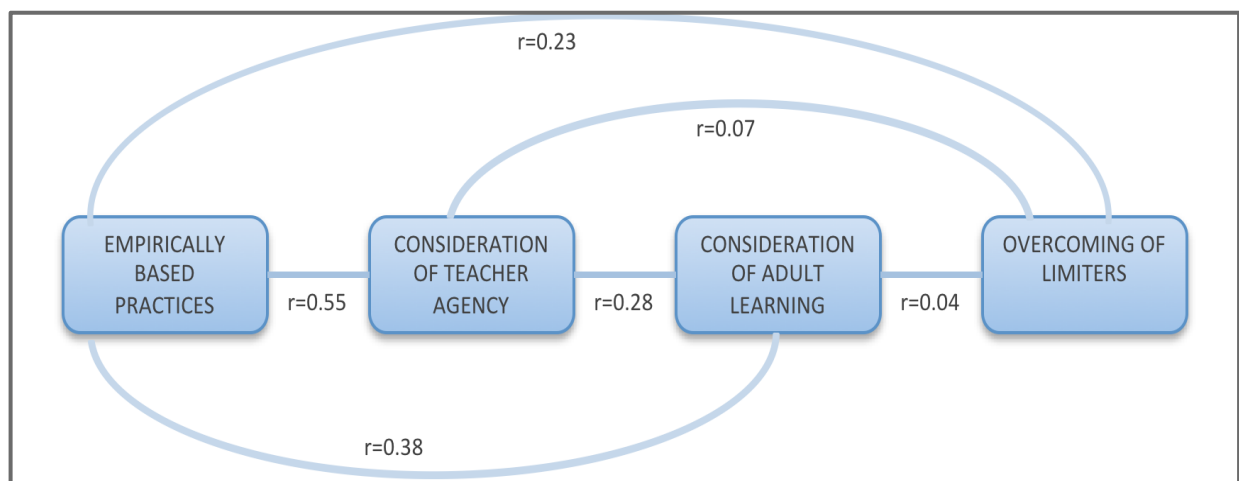 r=0.23
r=0.07
EMPIRICALLY
BASED
PRACTICES
r=0.55
CONSIDERATION
OF TEACHER
AGENCY
r=0.28
CONSIDERATION
OF ADULT
LEARNING
r=0.04
OVERCOMING OF
LIMITERS
r=0.38